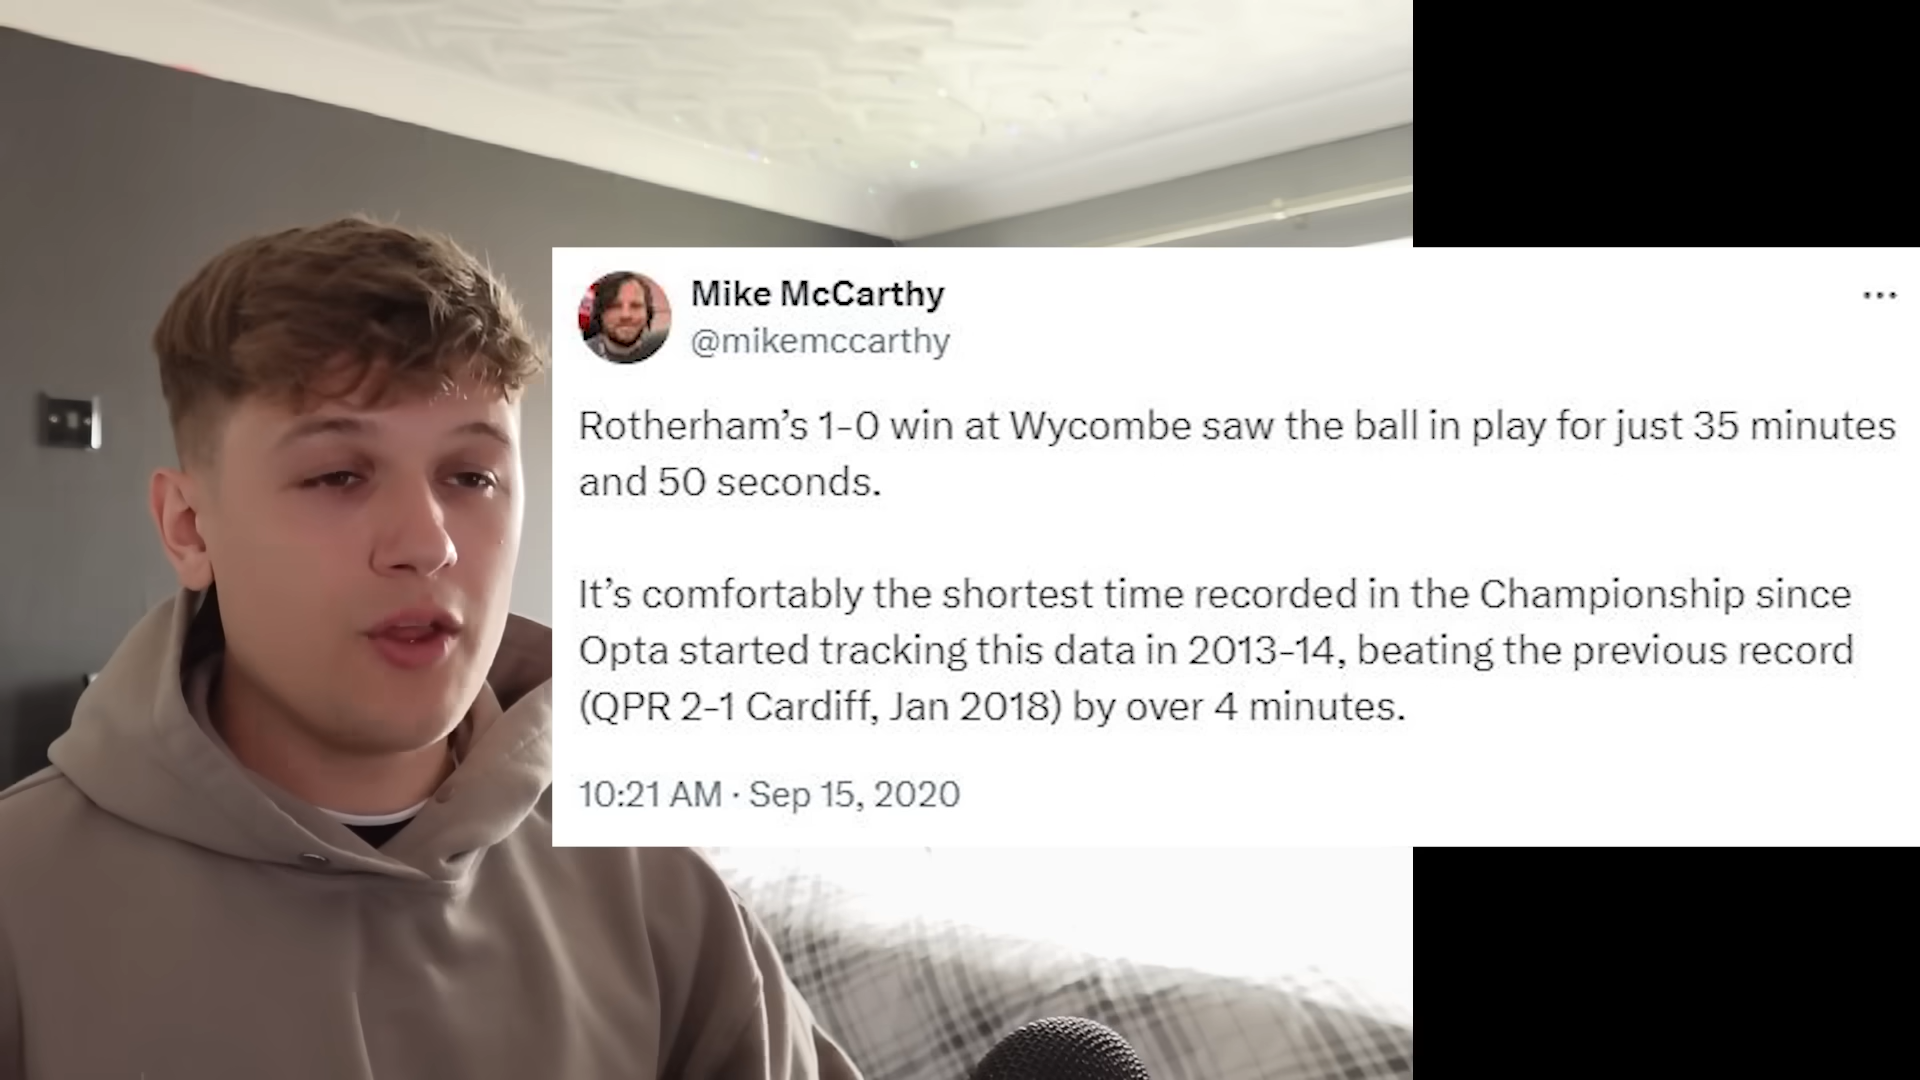 Mike McCarthy
@mikemccarthy
Rotherham’s 1-0 win at Wycombe saw the ball in play for just 35 minutes
and 50 seconds.
It’s comfortably the shortest time recorded in the Championship since
Opta started tracking this data in 2013-14, beating the previous record
(QPR 2-1 Cardiff, Jan 2018) by over 4 minutes.
10:21 AM · Sep 15, 2020